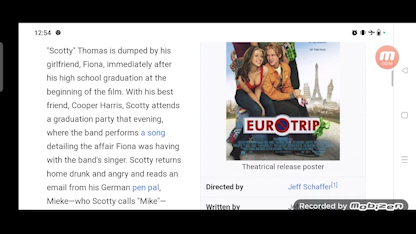 12:54
"Scotty" Thomas is dumped by his
girlfriend, Fiona, immediately after
his high school graduation at the
beginning of the film. With his best
friend, Cooper Harris, Scotty attends
a graduation party that evening,
where the band performs a song
detailing the affair Fiona was having
with the band's singer. Scotty returns
home drunk and angry and reads an
email from his German pen pal,
Mieke—who Scotty calls "Mike"—
EUROTRIP
Theatrical release poster
Directed by Jeff Schaffer[1]
Written by
Recorded by MOBIZEN